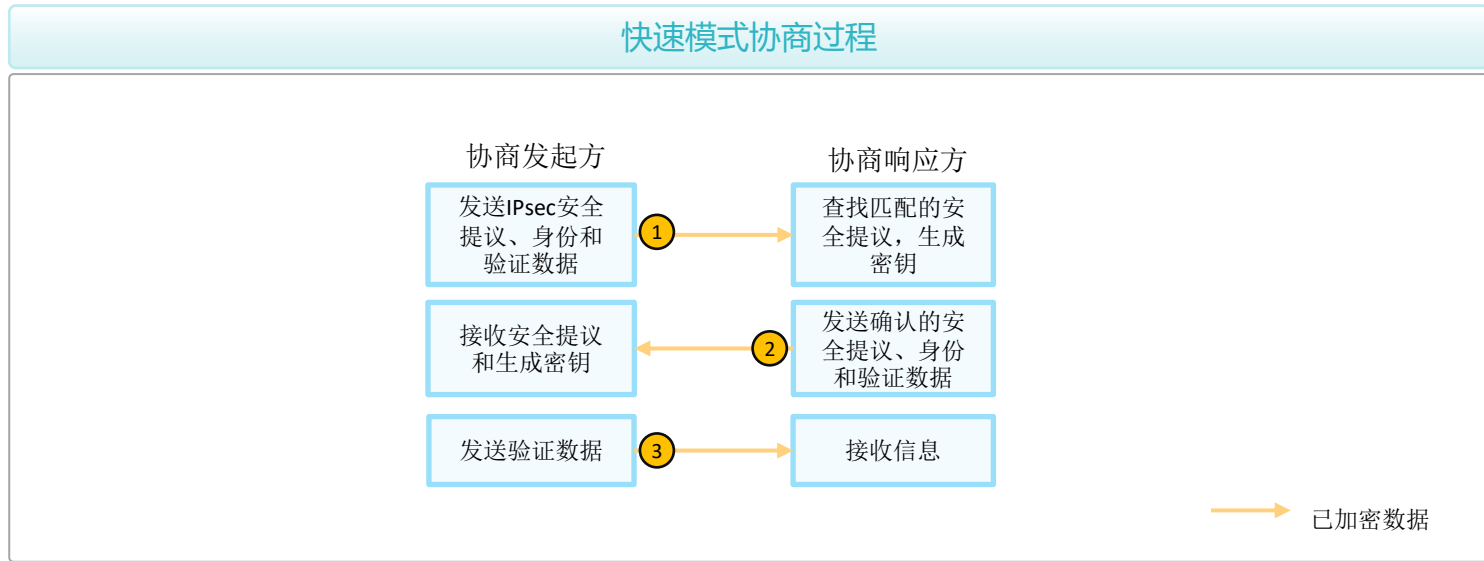 快速模式协商过程
协商发起方
协商响应方
发送IPsec安全
提议、身份和
验证数据
1
查找匹配的安
全提议，生成
密钥
接收安全提议
和生成密钥
2
发送确认的安
全提议、身份
和验证数据
发送验证数据
3
接收信息
已加密数据